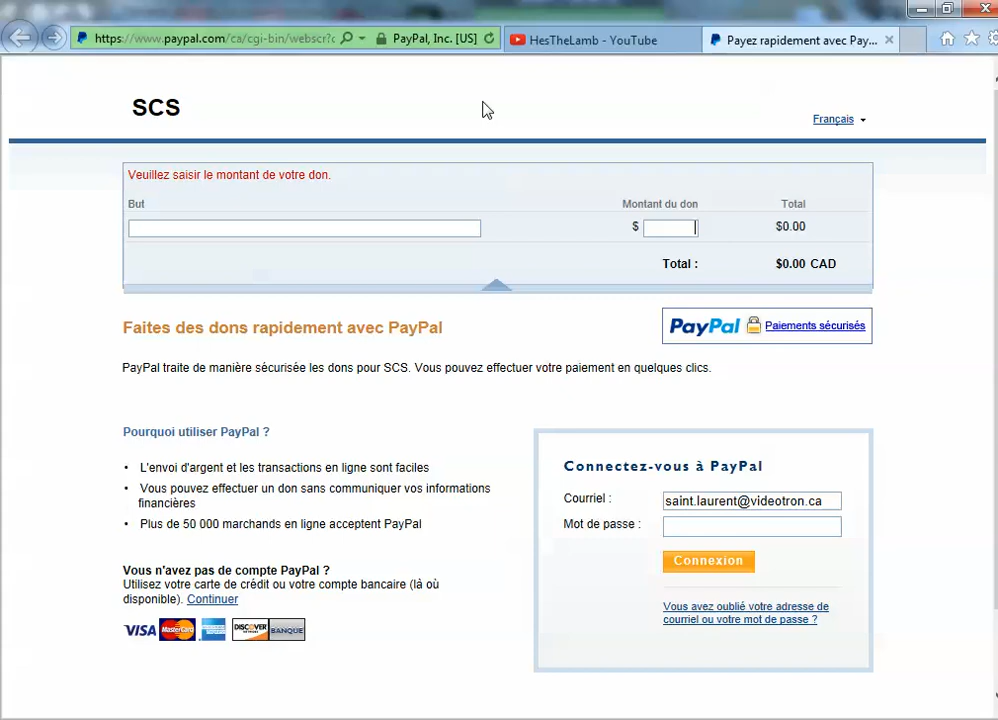 https://www.paypal.com/ca/cgi-bin/webscr?c
PayPal, Inc. [US]
HesTheLamb - YouTube
Payez rapidement avec Pay...
SCS
Français
Veuillez saisir le montant de votre don.
But Montant du don Total
$ $0.00
Total : $0.00 CAD
Faites des dons rapidement avec PayPal
PayPal Paiements sécurisés
PayPal traite de manière sécurisée les dons pour SCS. Vous pouvez effectuer votre paiement en quelques clics.
Pourquoi utiliser PayPal ?
• L'envoi d'argent et les transactions en ligne sont faciles
• Vous pouvez effectuer un don sans communiquer vos informations
financières
• Plus de 50 000 marchands en ligne acceptent PayPal
Vous n'avez pas de compte PayPal ?
Utilisez votre carte de crédit ou votre compte bancaire (là où
disponible). Continuer
VISA MasterCard DISCOVER BANQUE
Connectez-vous à PayPal
Courriel : saint.laurent@videotron.ca
Mot de passe :
Connexion
Vous avez oublié votre adresse de
courriel ou votre mot de passe ?